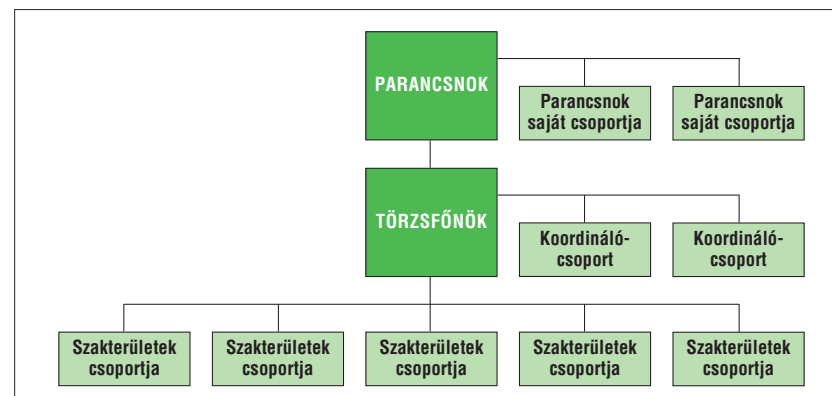 PARANCSNOK
Parancsnok
saját csoportja
Parancsnok
saját csoportja
TÖRZSFŐNÖK
Koordináló-
csoport
Koordináló-
csoport
Szakterületek
csoportja
Szakterületek
csoportja
Szakterületek
csoportja
Szakterületek
csoportja
Szakterületek
csoportja